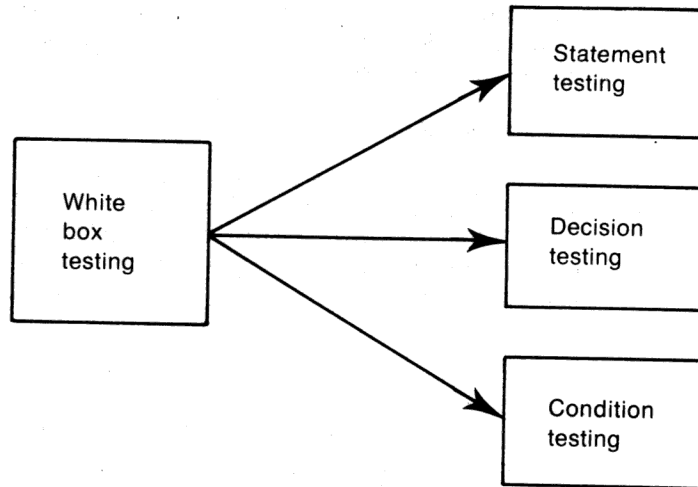 White
box
testing
Statement
testing
Decision
testing
Condition
testing